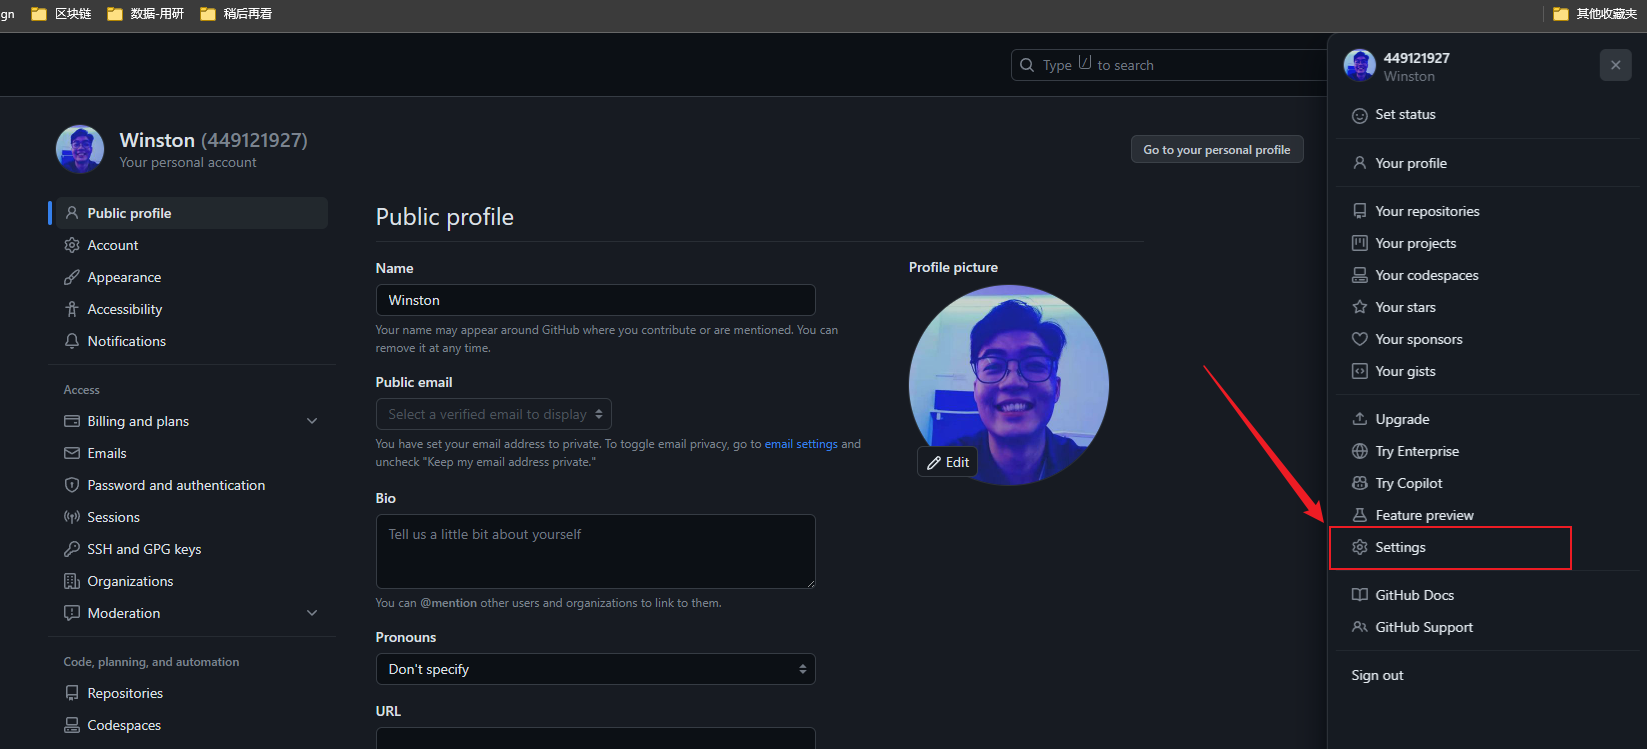 gn
区块链
数据-用研
稍后再看
其他收藏夹
Type / to search
449121927
Winston
Set status
Your profile
Your repositories
Your projects
Your codespaces
Your stars
Your sponsors
Your gists
Upgrade
Try Enterprise
Try Copilot
Feature preview
Settings
GitHub Docs
GitHub Support
Sign out
Winston (449121927)
Your personal account
Go to your personal profile
Public profile
Account
Appearance
Accessibility
Notifications
Access
Billing and plans
Emails
Password and authentication
Sessions
SSH and GPG keys
Organizations
Moderation
Code, planning, and automation
Repositories
Codespaces
Public profile
Name
Winston
Your name may appear around GitHub where you contribute or are mentioned. You can
remove it at any time.
Public email
Select a verified email to display
You have set your email address to private. To toggle email privacy, go to email settings and
uncheck "Keep my email address private."
Bio
Tell us a little bit about yourself
You can @mention other users and organizations to link to them.
Pronouns
Don't specify
URL
Profile picture
Edit